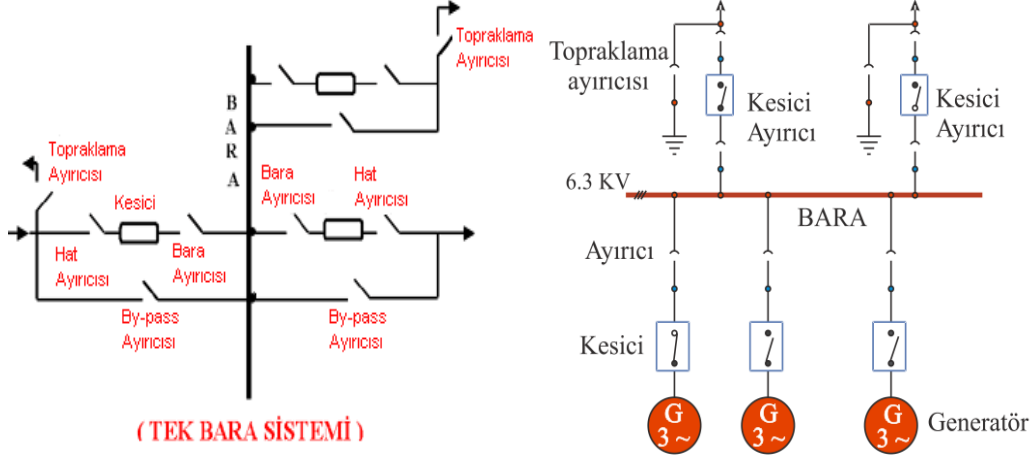 Topraklama
Ayırıcısı
B
A
R
A
Topraklama
Ayırıcısı
Kesici
Bara
Ayırıcısı
Hat
Ayırıcısı
Hat
Ayırıcısı
Bara
Ayırıcısı
By-pass
Ayırıcısı
By-pass
Ayırıcısı
( TEK BARA SİSTEMİ )
Topraklama
ayırıcısı
Kesici
Ayırıcı
Kesici
Ayırıcı
6.3 KV
BARA
Ayırıcı
Kesici
G
3 ~
G
3 ~
G
3 ~
Generatör